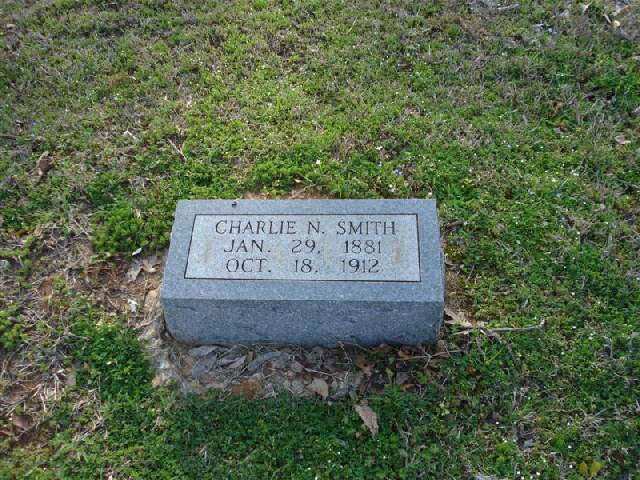 CHARLIE N. SMITH
JAN. 29, 1881
OCT. 18, 1912